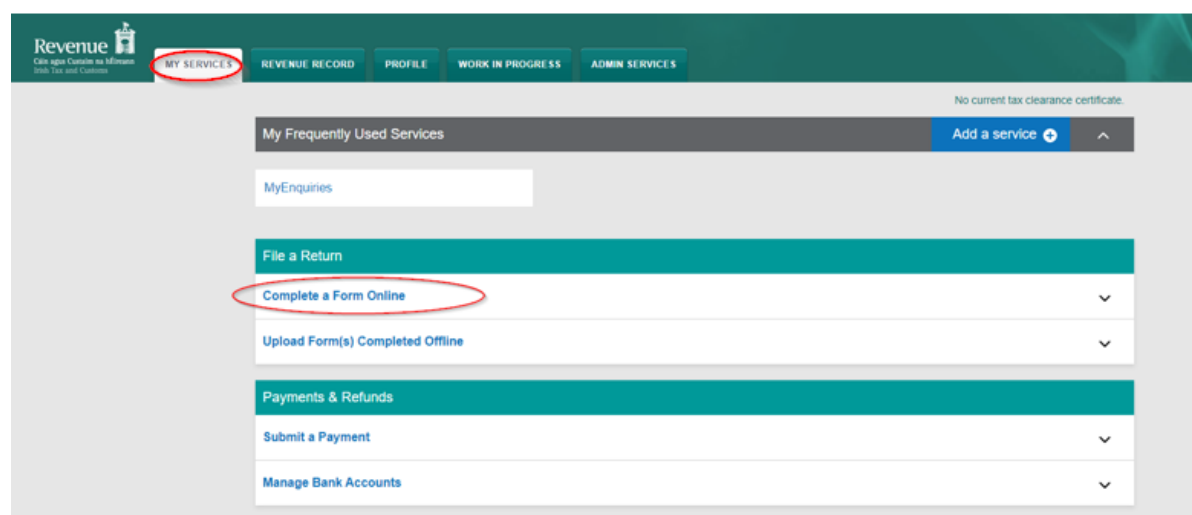 Revenue
Cáin agus Custaim na hÉireann
Irish Tax and Customs
MY SERVICES
REVENUE RECORD
PROFILE
WORK IN PROGRESS
ADMIN SERVICES
No current tax clearance certificate.
My Frequently Used Services
Add a service
MyEnquiries
File a Return
Complete a Form Online
Upload Form(s) Completed Offline
Payments & Refunds
Submit a Payment
Manage Bank Accounts